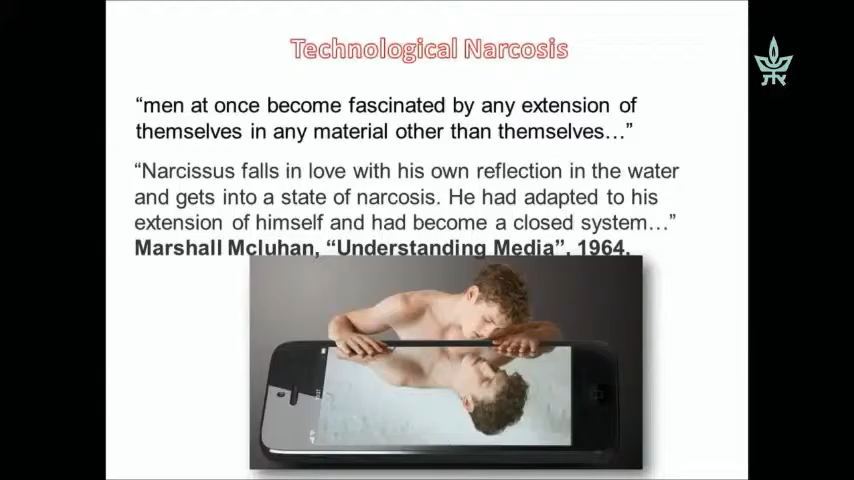 Technological Narcosis
“men at once become fascinated by any extension of
themselves in any material other than themselves…”
“Narcissus falls in love with his own reflection in the water
and gets into a state of narcosis. He had adapted to his
extension of himself and had become a closed system…”
Marshall Mcluhan, “Understanding Media”, 1964.